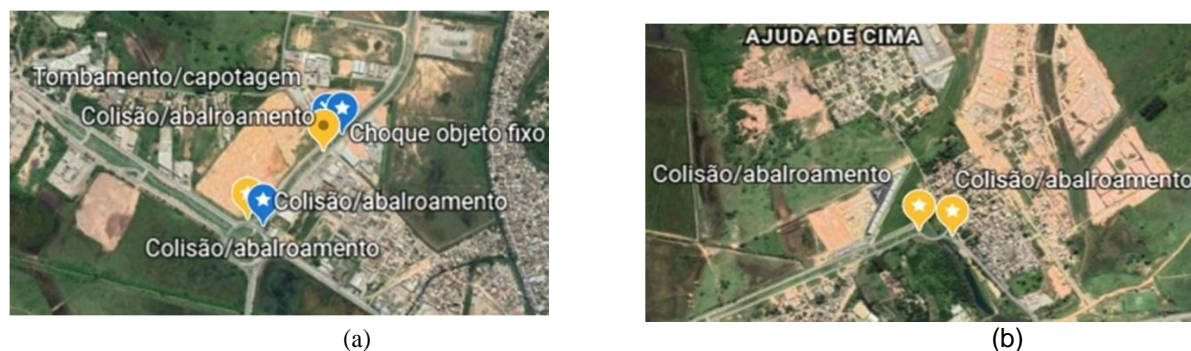 Tombamento/capotagem
Colisão/abalroamento
Choque objeto fixo
Colisão/abalroamento
Colisão/abalroamento
(a)
AJUDA DE CIMA
Colisão/abalroamento
Colisão/abalroamento
(b)